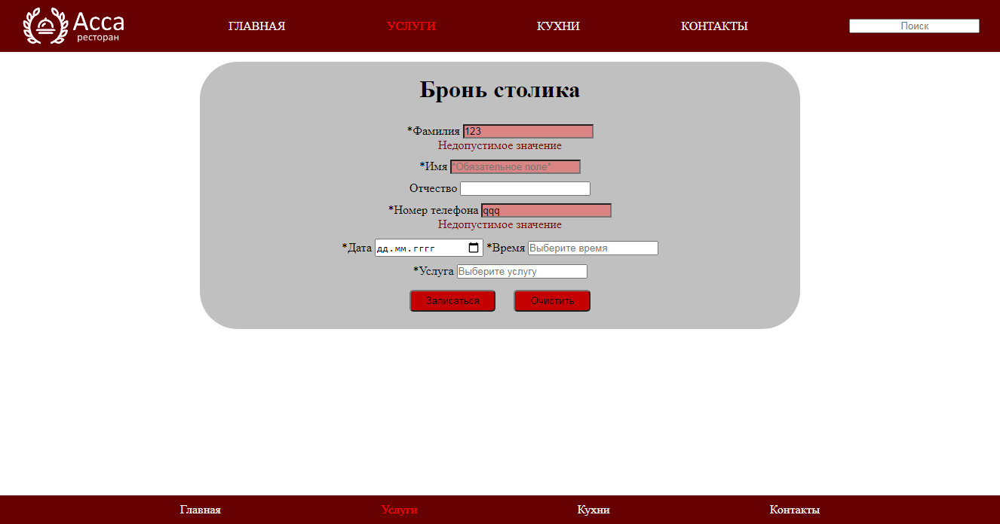 Acca
ресторан
ГЛАВНАЯ
УСЛУГИ
КУХНИ
КОНТАКТЫ
Поиск
Бронь столика
*Фамилия 123
Недопустимое значение
*Имя *Обязательное поле*
Отчество
*Номер телефона qqq
Недопустимое значение
*Дата дд.мм.гггг *Время Выберите время
*Услуга Выберите услугу
Записаться Очистить
Главная
Услуги
Кухни
Контакты